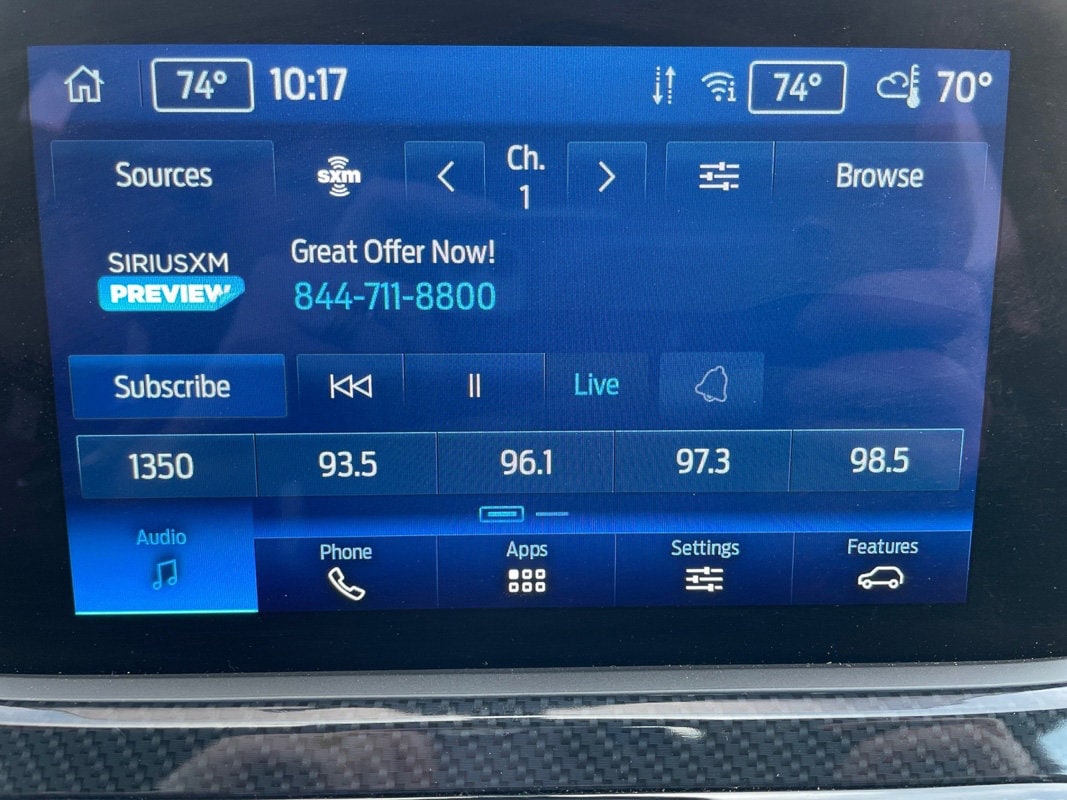 74° 10:17 74° 70°
Sources sxm Ch. Browse
1
SIRIUSXM Great Offer Now!
PREVIEW 844-711-8800
Subscribe Live
1350 93.5 96.1 97.3 98.5
Audio Phone Apps Settings Features